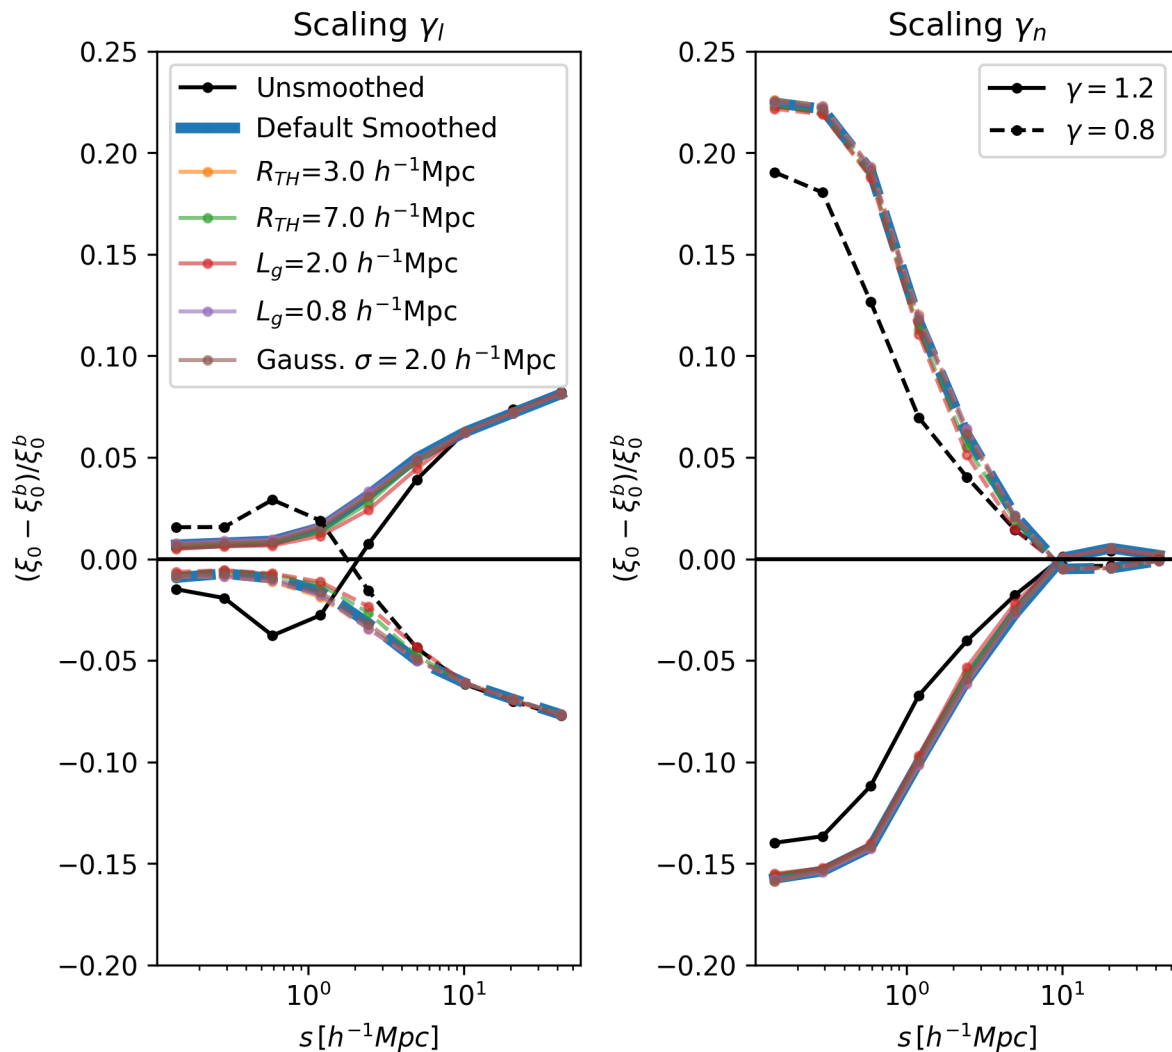 Scaling γ_l
Scaling γ_n
0.25
0.20
0.15
0.10
0.05
0.00
−0.05
−0.10
−0.15
−0.20
(ξ_0 − ξ_0^b)/ξ_0^b
Unsmoothed
Default Smoothed
R_TH=3.0 h^−1Mpc
R_TH=7.0 h^−1Mpc
L_g=2.0 h^−1Mpc
L_g=0.8 h^−1Mpc
Gauss. σ = 2.0 h^−1Mpc
10^0
10^1
s [h^−1Mpc]
0.25
0.20
0.15
0.10
0.05
0.00
−0.05
−0.10
−0.15
−0.20
(ξ_0 − ξ_0^b)/ξ_0^b
γ = 1.2
γ = 0.8
10^0
10^1
s [h^−1Mpc]